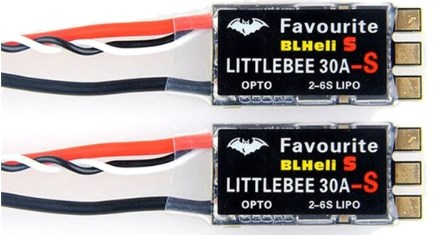 Favourite
BLHeli S
LITTLEBEE 30A-S
OPTO 2-6S LIPO
Favourite
BLHeli S
LITTLEBEE 30A-S
OPTO 2-6S LIPO